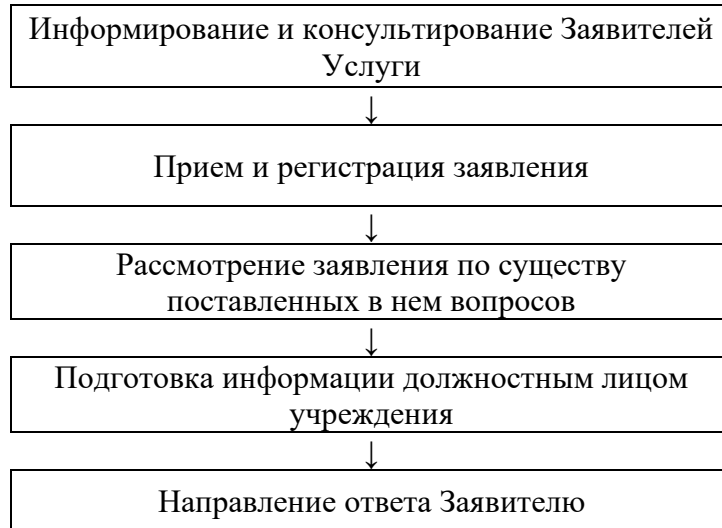 Информирование и консультирование Заявителей
Услуги
↓
Прием и регистрация заявления
↓
Рассмотрение заявления по существу
поставленных в нем вопросов
↓
Подготовка информации должностным лицом
учреждения
↓
Направление ответа Заявителю